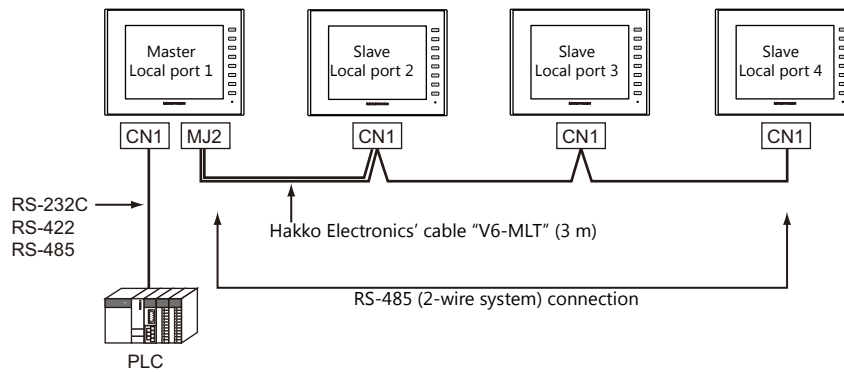 Master
Local port 1
Slave
Local port 2
Slave
Local port 3
Slave
Local port 4
CN1
MJ2
CN1
CN1
CN1
RS-232C
RS-422
RS-485
Hakko Electronics’ cable “V6-MLT” (3 m)
RS-485 (2-wire system) connection
PLC